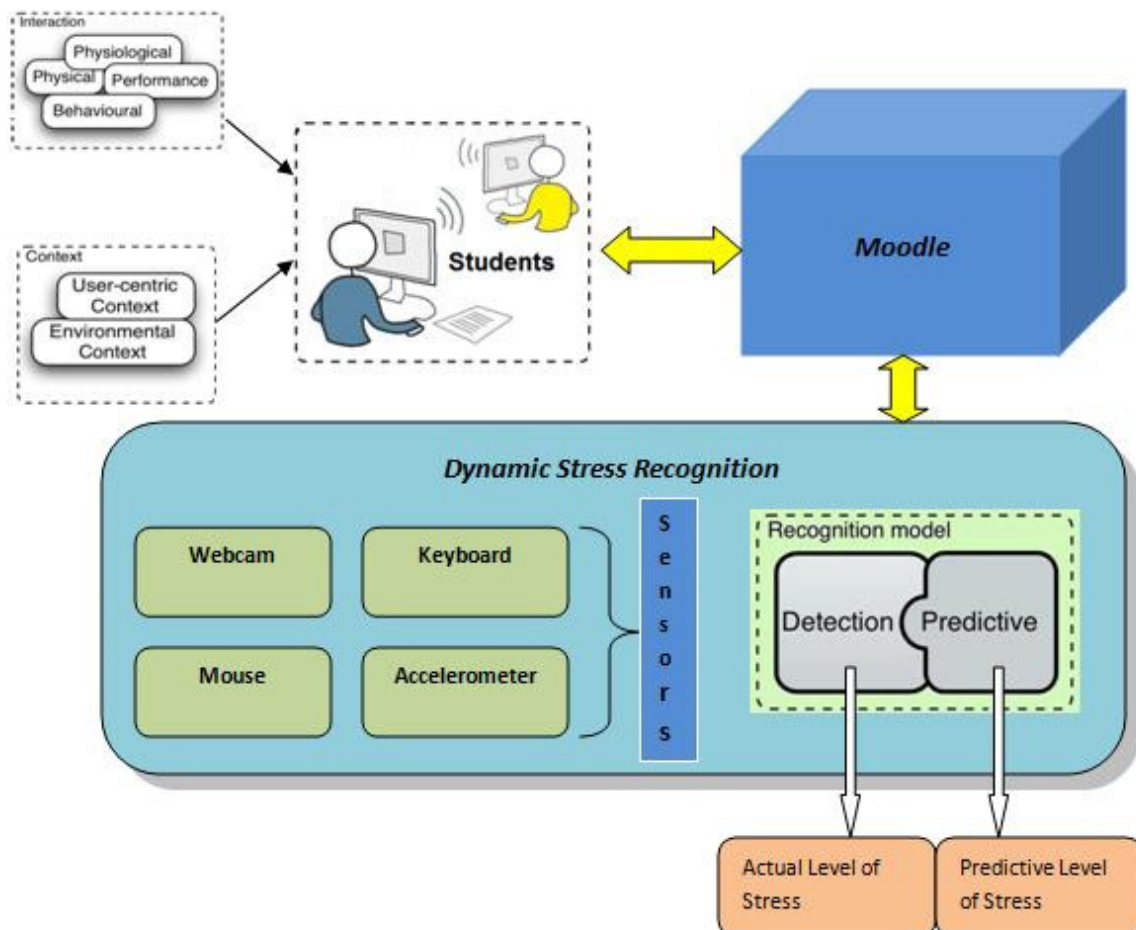 Interaction
Physiological
Physical
Performance
Behavioural
Context
User-centric
Context
Environmental
Context
Students
Moodle
Dynamic Stress Recognition
Webcam
Keyboard
Mouse
Accelerometer
S
e
n
s
o
r
s
Recognition model
Detection
Predictive
Actual Level of
Stress
Predictive Level
of Stress